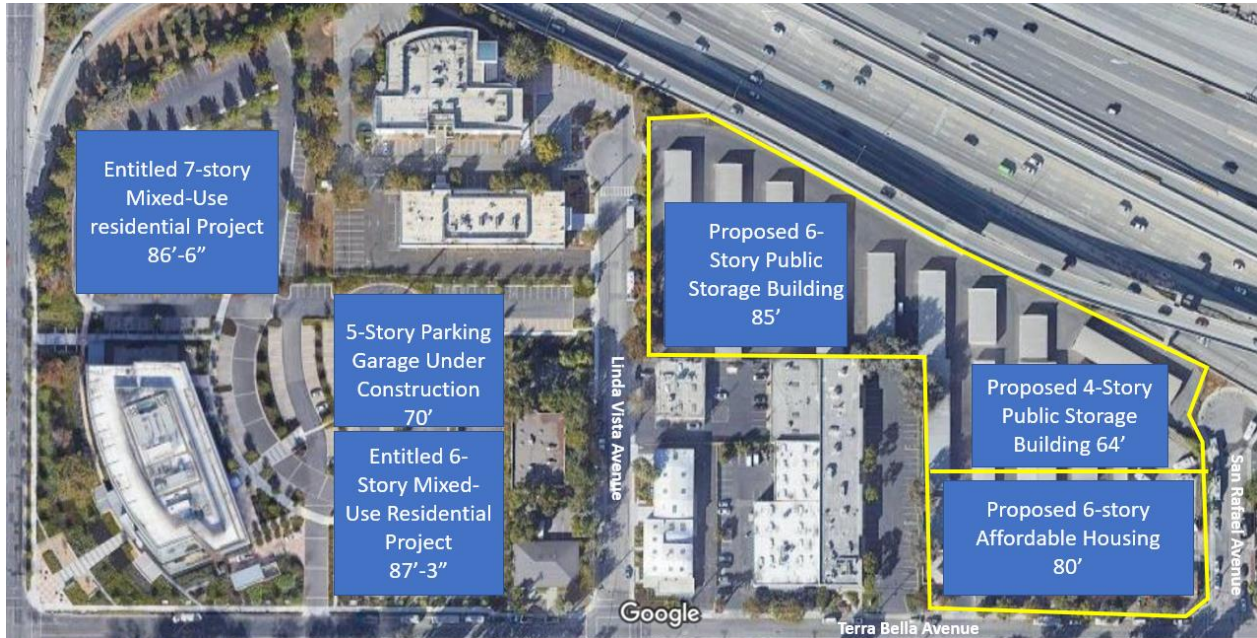 Entitled 7-story
Mixed-Use
residential Project
86’-6”
5-Story Parking
Garage Under
Construction
70’
Entitled 6-
Story Mixed-
Use Residential
Project
87’-3”
Linda Vista Avenue
Proposed 6-
Story Public
Storage Building
85’
Proposed 4-Story
Public Storage
Building 64’
Proposed 6-story
Affordable Housing
80’
San Rafael Avenue
Google
Terra Bella Avenue